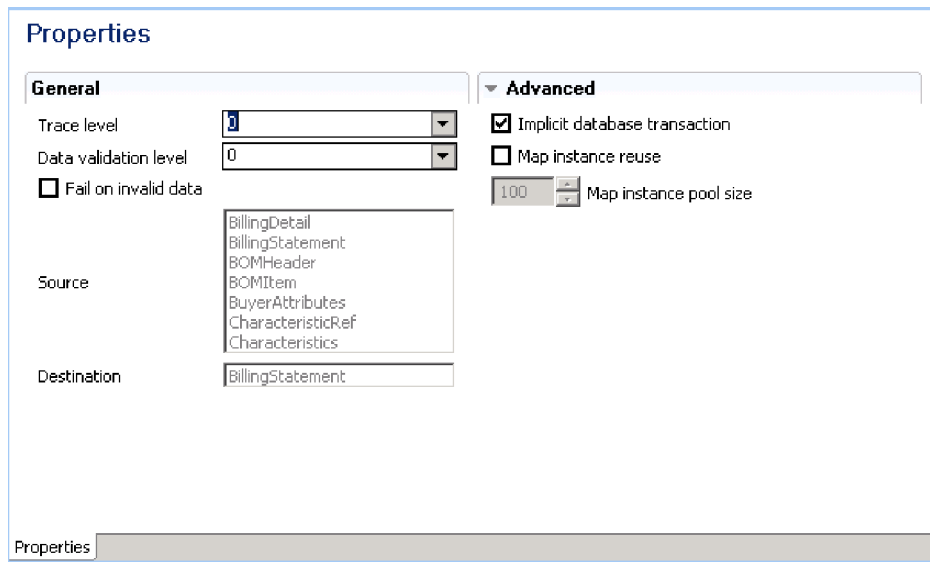 Properties
General
Trace level 0
Data validation level 0
Fail on invalid data
Source
BillingDetail
BillingStatement
BOMHeader
BOMItem
BuyerAttributes
CharacteristicRef
Characteristics
Destination BillingStatement
Advanced
Implicit database transaction
Map instance reuse
100 Map instance pool size
Properties